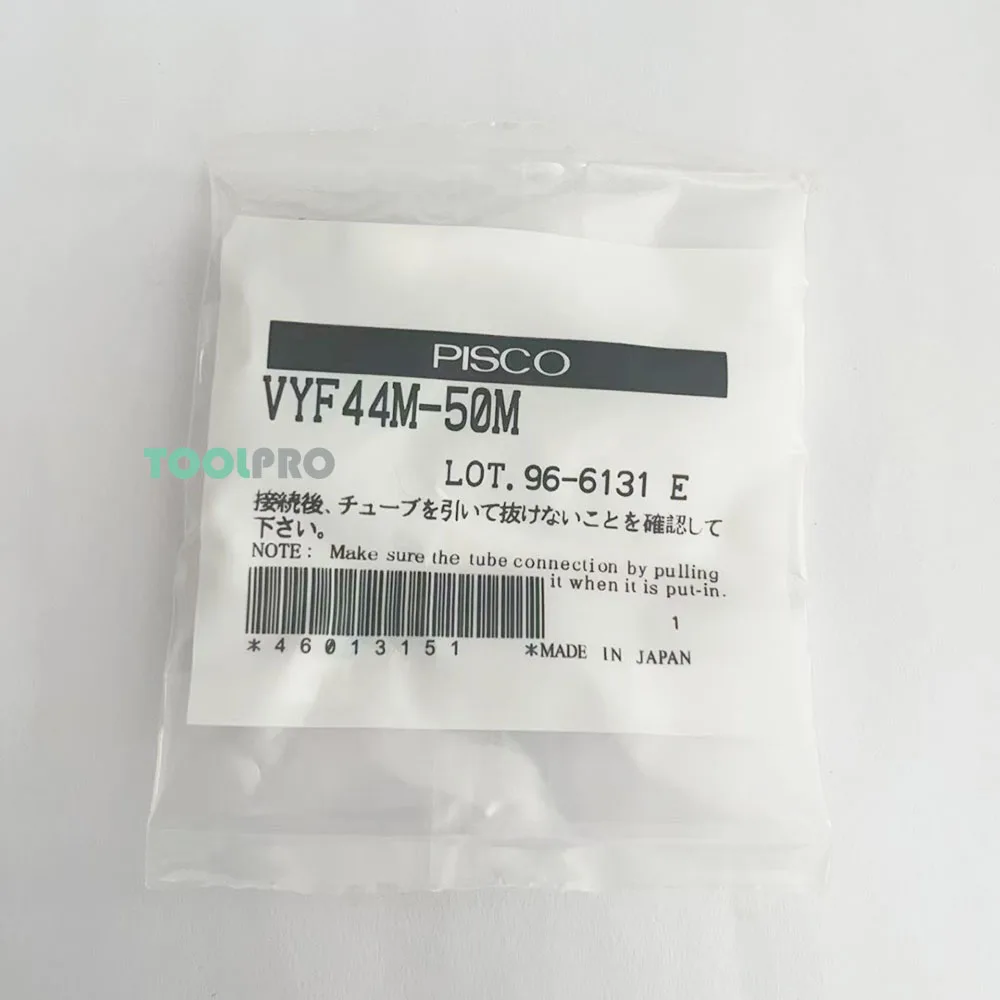 PISCO
VYF44M-50M
TOOLPRO
LOT. 96-6131 E
接続後、チューブを引いて抜けないことを確認して
下さい。
NOTE: Make sure the tube connection by pulling
it when it is put-in.
1
*46013151 *MADE IN JAPAN